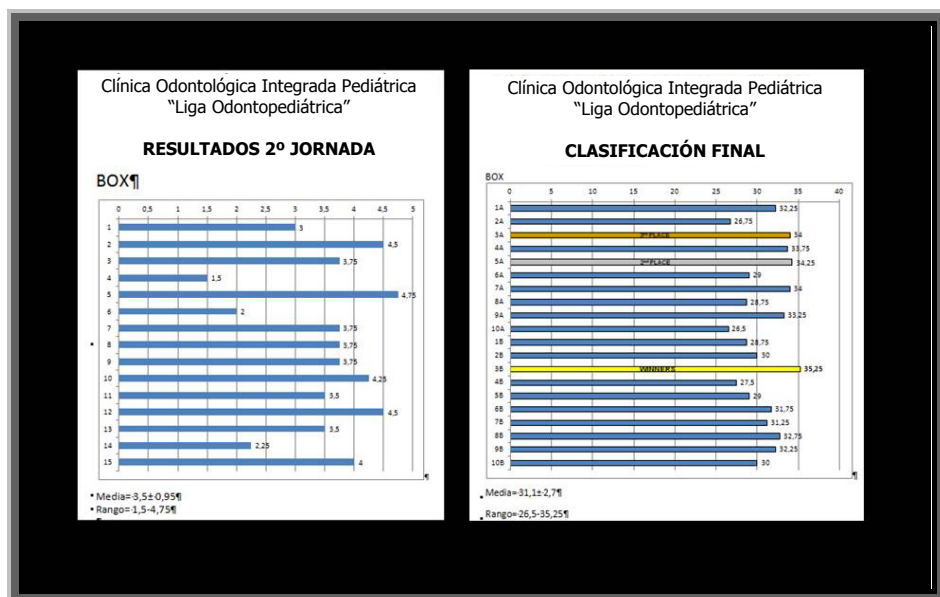 Clínica Odontológica Integrada Pediátrica
“Liga Odontopediátrica”
RESULTADOS 2º JORNADA
BOX¶
0 0,5 1 1,5 2 2,5 3 3,5 4 4,5 5
1 3
2 4,5
3 3,75
4 1,5
5 4,75
6 2
7 3,75
8 3,75
9 3,75
10 4,25
11 3,5
12 4,5
13 3,5
14 2,25
15 4
¶
• Media=·3,5±·0,95¶
• Rango=·1,5-4,75¶
Clínica Odontológica Integrada Pediátrica
“Liga Odontopediátrica”
CLASIFICACIÓN FINAL
BOX
0 5 10 15 20 25 30 35 40
1A 32,25
2A 26,75
3A 3rd PLACE 34
4A 33,75
5A 2nd PLACE 34,25
6A 29
7A 34
8A 28,75
9A 33,25
10A 26,5
1B 28,75
2B 30
3B WINNERS 35,25
4B 27,5
5B 29
6B 31,75
7B 31,25
8B 32,75
9B 32,25
10B 30
¶
• Media=·31,1±·2,7¶
• Rango=·26,5-35,25¶